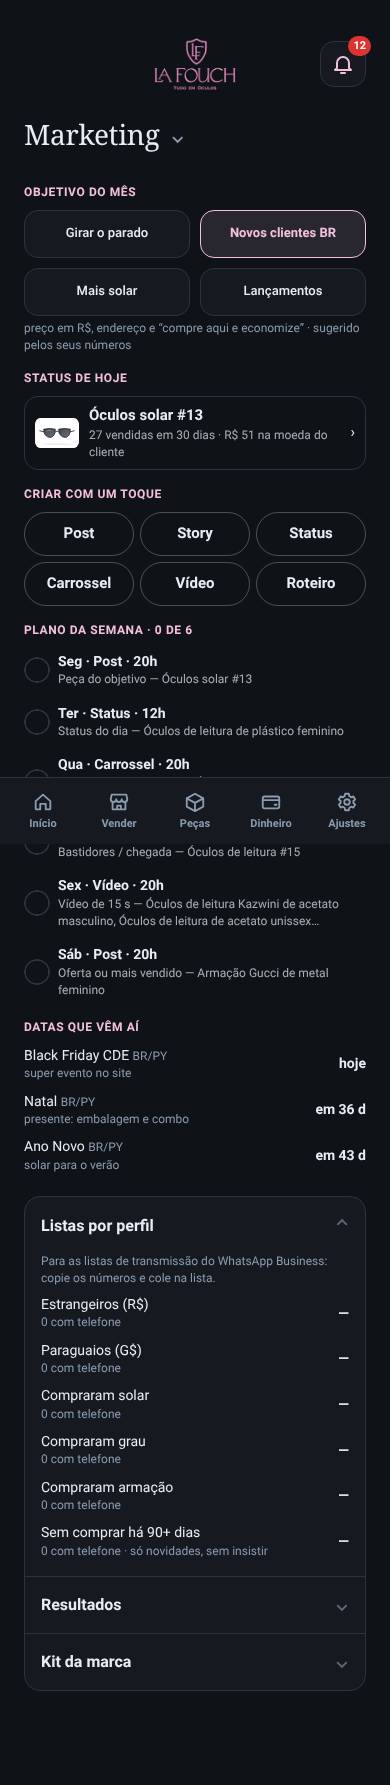 LF
LA FOUCH
TUDO EM ÓCULOS
12
Marketing
OBJETIVO DO MÊS
Girar o parado
Novos clientes BR
Mais solar
Lançamentos
preço em R$, endereço e “compre aqui e economize” · sugerido
pelos seus números
STATUS DE HOJE
Óculos solar #13
27 vendidas em 30 dias · R$ 51 na moeda do
cliente
CRIAR COM UM TOQUE
Post
Story
Status
Carrossel
Vídeo
Roteiro
PLANO DA SEMANA · 0 DE 6
Seg · Post · 20h
Peça do objetivo — Óculos solar #13
Ter · Status · 12h
Status do dia — Óculos de leitura de plástico feminino
Qua · Carrossel · 20h
Início
Vender
Peças
Dinheiro
Ajustes
Bastidores / chegada — Óculos de leitura #15
Sex · Vídeo · 20h
Vídeo de 15 s — Óculos de leitura Kazwini de acetato
masculino, Óculos de leitura de acetato unissex…
Sáb · Post · 20h
Oferta ou mais vendido — Armação Gucci de metal
feminino
DATAS QUE VÊM AÍ
Black Friday CDE BR/PY
super evento no site
hoje
Natal BR/PY
presente: embalagem e combo
em 36 d
Ano Novo BR/PY
solar para o verão
em 43 d
Listas por perfil
Para as listas de transmissão do WhatsApp Business:
copie os números e cole na lista.
Estrangeiros (R$)
0 com telefone
—
Paraguaios (G$)
0 com telefone
—
Compraram solar
0 com telefone
—
Compraram grau
0 com telefone
—
Compraram armação
0 com telefone
—
Sem comprar há 90+ dias
0 com telefone · só novidades, sem insistir
—
Resultados
Kit da marca